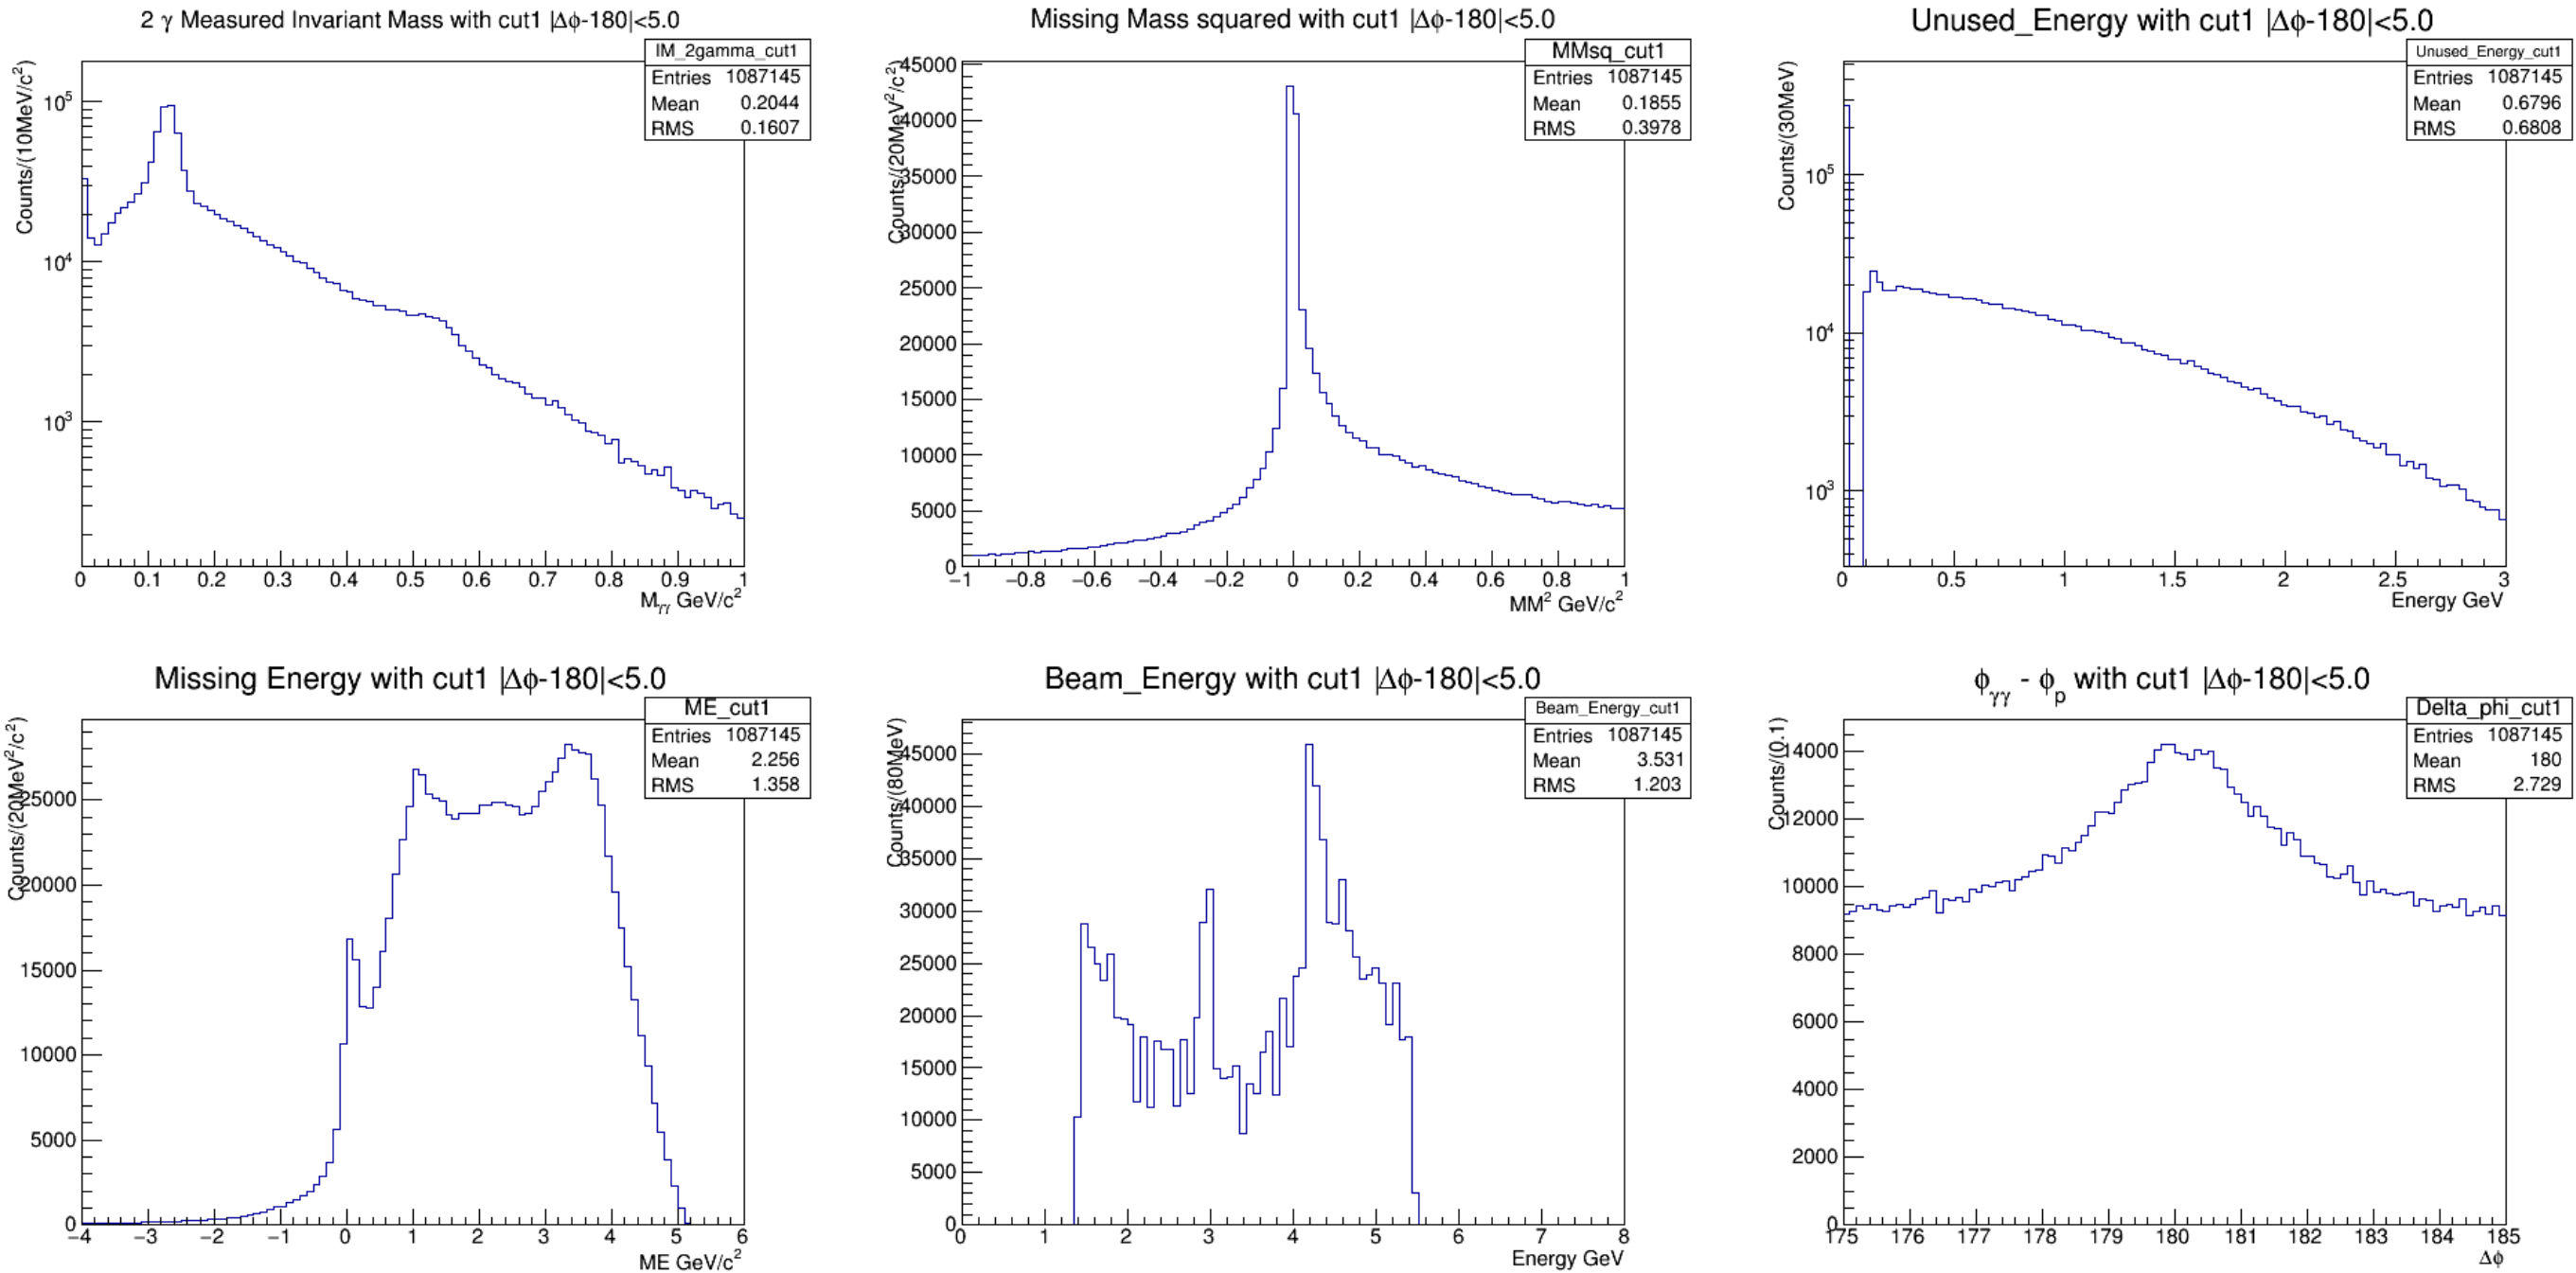 2 γ Measured Invariant Mass with cut1 |Δϕ-180|<5.0
IM_2gamma_cut1
Entries 1087145
Mean 0.2044
RMS 0.1607
Counts/(10MeV/c²)
10⁵
10⁴
10³
0 0.1 0.2 0.3 0.4 0.5 0.6 0.7 0.8 0.9 1
Mγγ GeV/c²
Missing Mass squared with cut1 |Δϕ-180|<5.0
MMsq_cut1
Entries 1087145
Mean 0.1855
RMS 0.3978
Counts/(20MeV²/c²)
45000
40000
35000
30000
25000
20000
15000
10000
5000
0
−1 −0.8 −0.6 −0.4 −0.2 0 0.2 0.4 0.6 0.8 1
MM² GeV/c²
Unused_Energy with cut1 |Δϕ-180|<5.0
Unused_Energy_cut1
Entries 1087145
Mean 0.6796
RMS 0.6808
Counts/(30MeV)
10⁵
10⁴
10³
0 0.5 1 1.5 2 2.5 3
Energy GeV
Missing Energy with cut1 |Δϕ-180|<5.0
ME_cut1
Entries 1087145
Mean 2.256
RMS 1.358
Counts/(20MeV²/c²)
25000
20000
15000
10000
5000
0
−4 −3 −2 −1 0 1 2 3 4 5 6
ME GeV/c²
Beam_Energy with cut1 |Δϕ-180|<5.0
Beam_Energy_cut1
Entries 1087145
Mean 3.531
RMS 1.203
Counts/(80MeV)
45000
40000
35000
30000
25000
20000
15000
10000
5000
0
0 1 2 3 4 5 6 7 8
Energy GeV
ϕγγ - ϕp with cut1 |Δϕ-180|<5.0
Delta_phi_cut1
Entries 1087145
Mean 180
RMS 2.729
Counts/(0.1)
14000
12000
10000
8000
6000
4000
2000
0
175 176 177 178 179 180 181 182 183 184 185
Δϕ